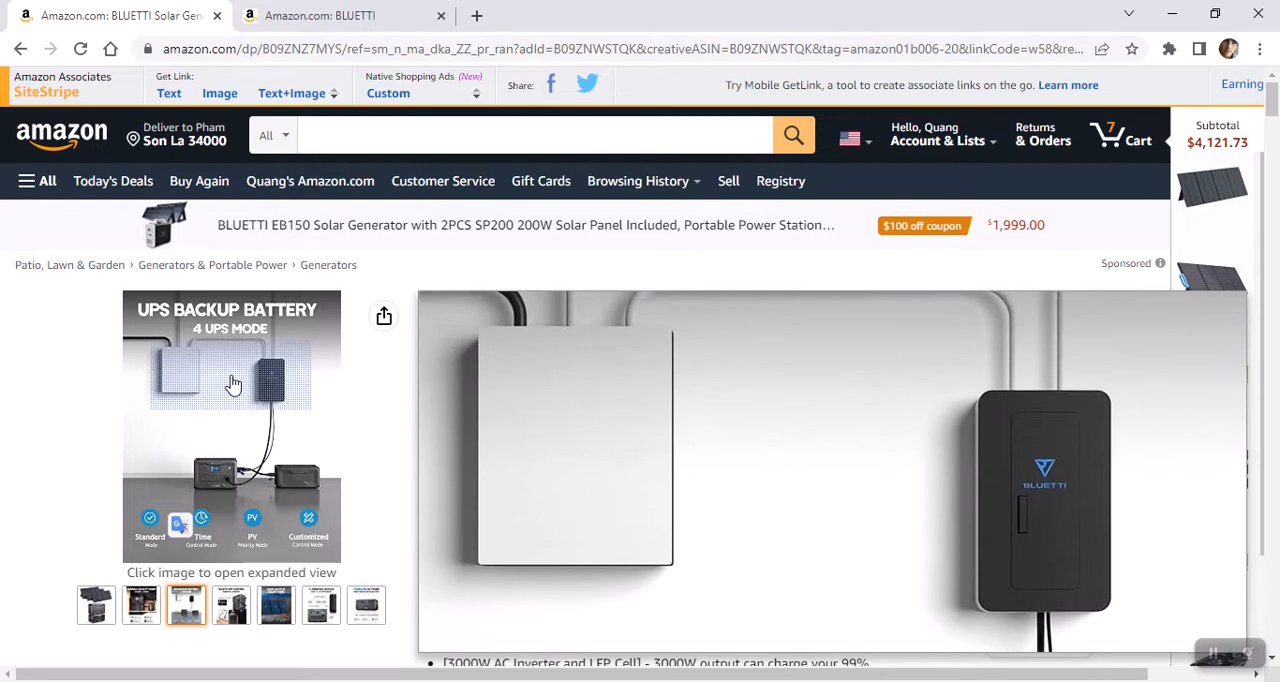 Amazon.com: BLUETTI Solar Gen
Amazon.com: BLUETTI
amazon.com/dp/B09ZNZ7MYS/ref=sm_n_ma_dka_ZZ_pr_ran?adId=B09ZNWSTQK&creativeASIN=B09ZNWSTQK&tag=amazon01b006-20&linkCode=w58&re...
Amazon Associates
SiteStripe
Get Link:
Text
Image
Text+Image
Native Shopping Ads (New)
Custom
Share:
Try Mobile GetLink, a tool to create associate links on the go. Learn more
Earning
amazon
Deliver to Pham
Son La 34000
All
Hello, Quang
Account & Lists
Returns
& Orders
7
Cart
Subtotal
$4,121.73
All
Today's Deals
Buy Again
Quang's Amazon.com
Customer Service
Gift Cards
Browsing History
Sell
Registry
BLUETTI EB150 Solar Generator with 2PCS SP200 200W Solar Panel Included, Portable Power Station...
$100 off coupon
$1,999.00
Patio, Lawn & Garden › Generators & Portable Power › Generators
Sponsored
UPS BACKUP BATTERY
4 UPS MODE
PV
Standard
Mode
Time
Control Mode
PV
Priority Mode
Customized
Control Mode
BLUETTI
Click image to open expanded view
• [3000W AC Inverter and LFP Cell] - 3000W output can charge your 99%